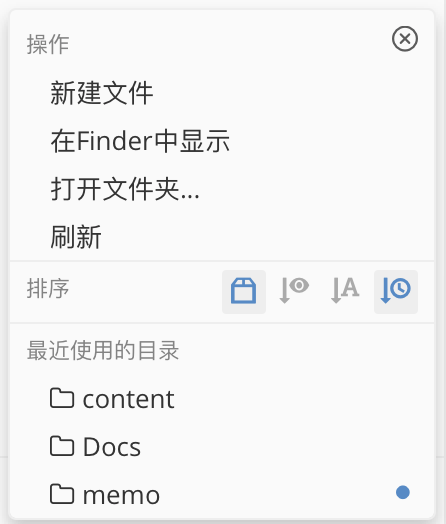 操作
新建文件
在Finder中显示
打开文件夹...
刷新
排序
最近使用的目录
content
Docs
memo